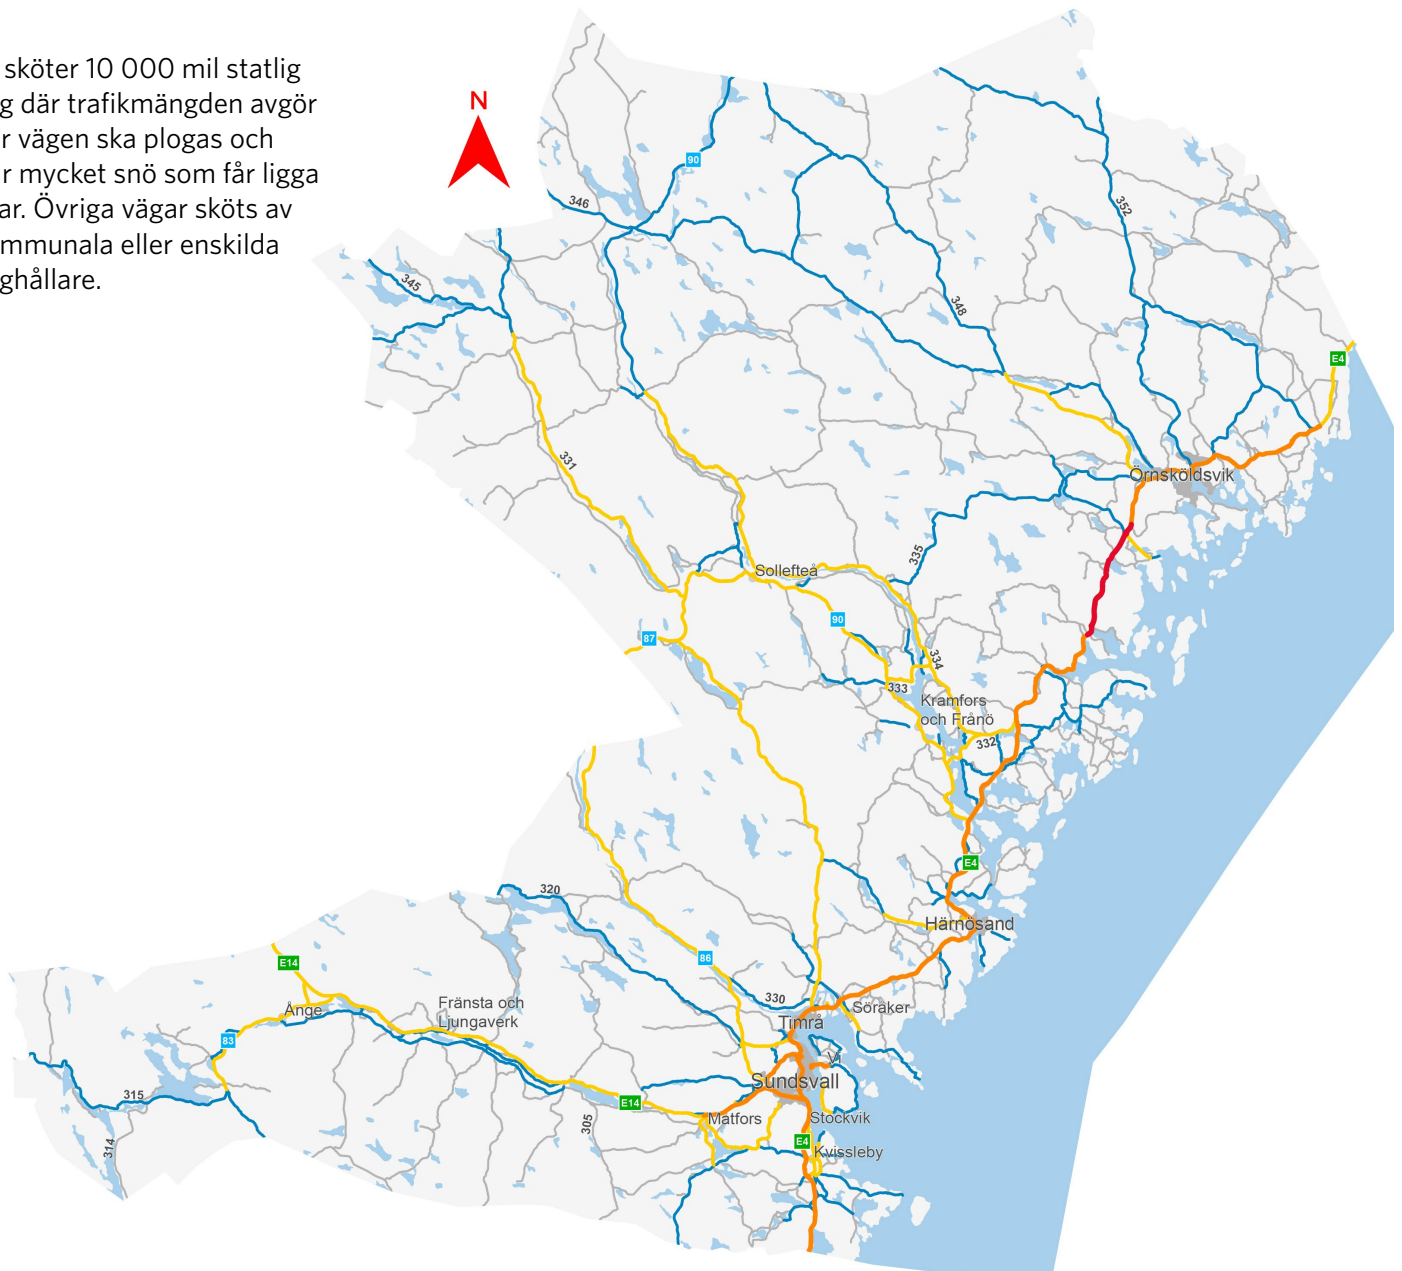 sköter 10 000 mil statlig
g där trafikmängden avgör
r vägen ska plogas och
r mycket snö som får ligga
ar. Övriga vägar sköts av
mmunala eller enskilda
ghållare.
N
90
346
352
345
348
E4
331
Örnsköldsvik
335
Sollefteå
90
87
334
333
Kramfors
och Frånö
332
E4
320
Härnösand
86
E14
330
Söråker
Fränsta och
Ljungaverk
Ånge
Timrå
83
Vi
Sundsvall
315
E14
305
Matfors
Stockvik
314
E4
Kvissleby